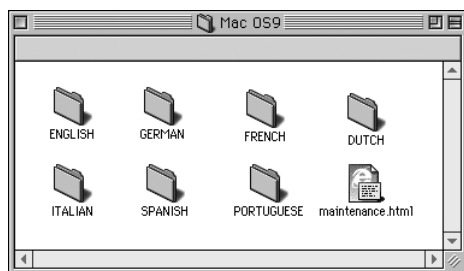 Mac OS9
ENGLISH GERMAN FRENCH DUTCH
ITALIAN SPANISH PORTUGUESE maintenance.html